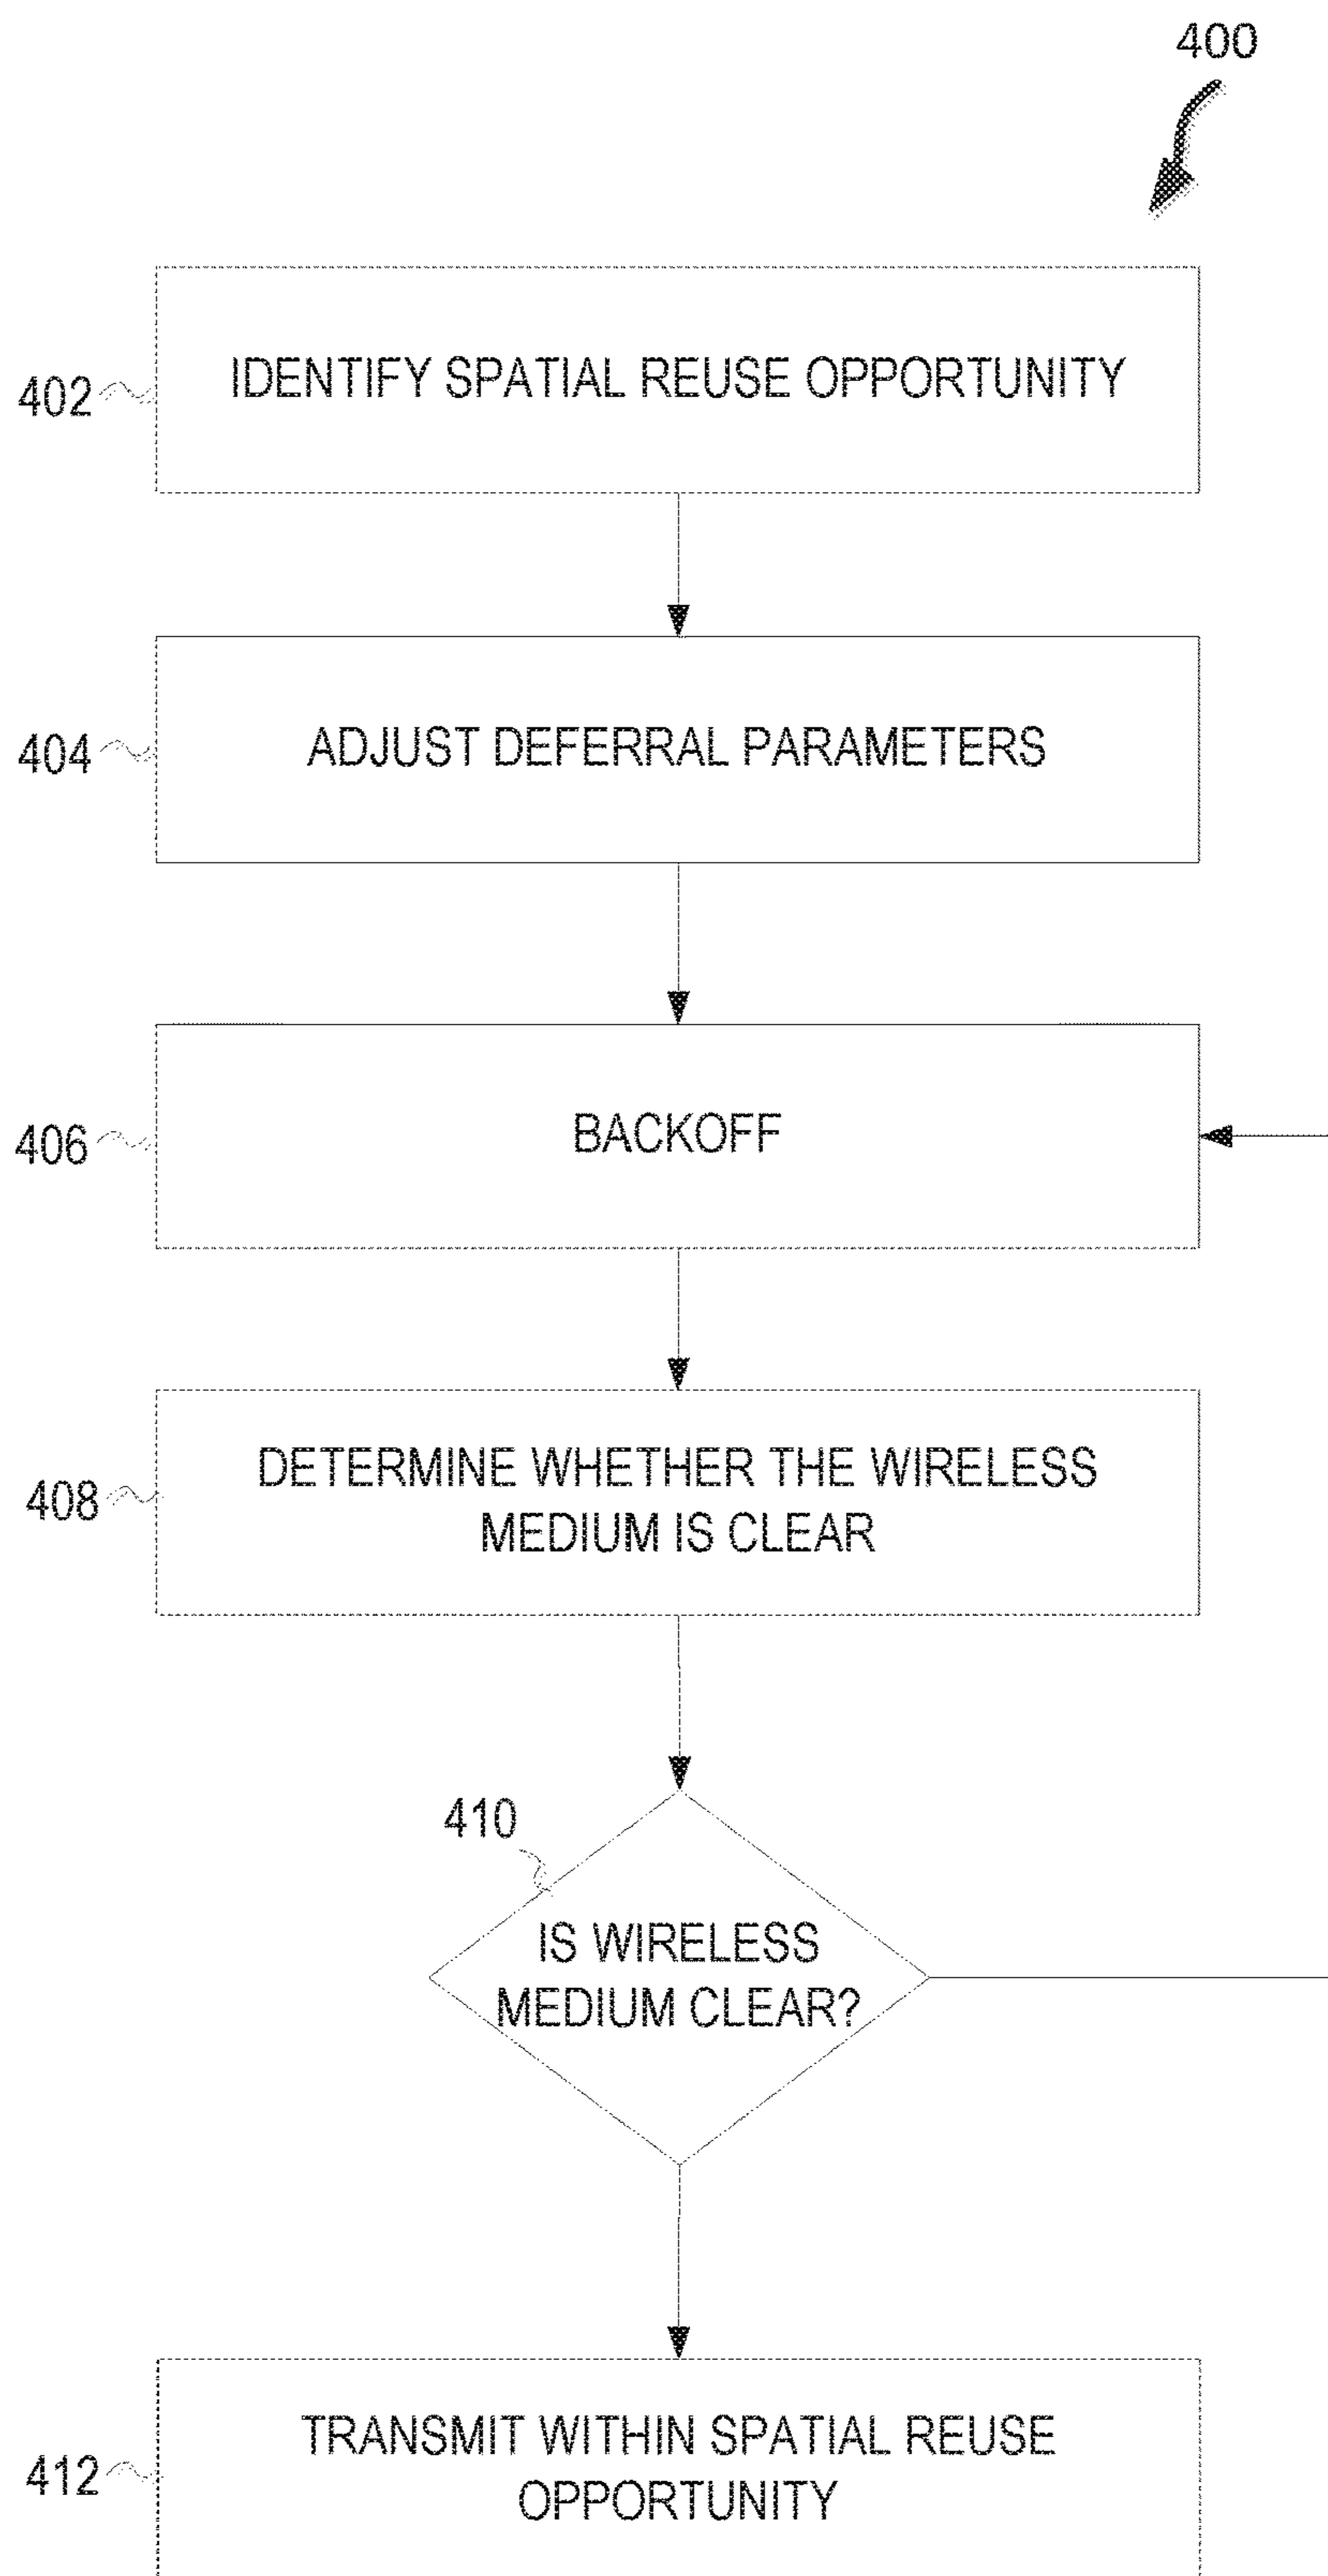 400
IDENTIFY SPATIAL REUSE OPPORTUNITY
402
ADJUST DEFERRAL PARAMETERS
404
BACKOFF
406
DETERMINE WHETHER THE WIRELESS
MEDIUM IS CLEAR
408
410
IS WIRELESS
MEDIUM CLEAR?
TRANSMIT WITHIN SPATIAL REUSE
OPPORTUNITY
412